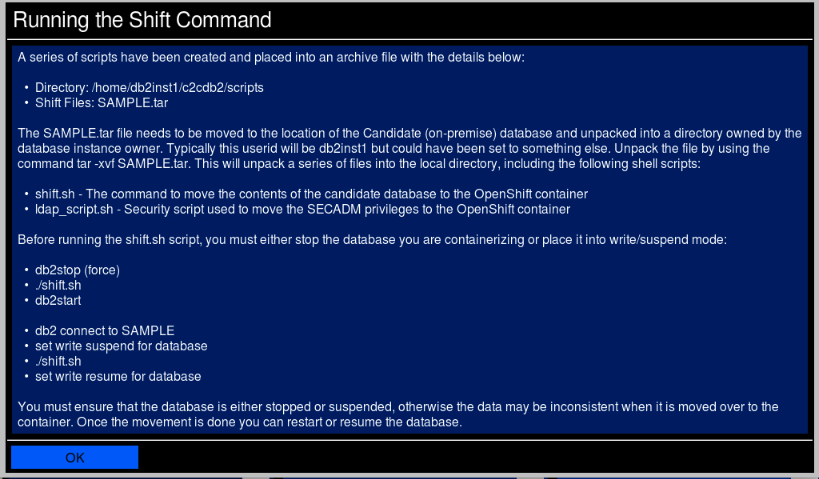 Running the Shift Command
A series of scripts have been created and placed into an archive file with the details below:
• Directory: /home/db2inst1/c2cdb2/scripts
• Shift Files: SAMPLE.tar
The SAMPLE.tar file needs to be moved to the location of the Candidate (on-premise) database and unpacked into a directory owned by the
database instance owner. Typically this userid will be db2inst1 but could have been set to something else. Unpack the file by using the
command tar -xvf SAMPLE.tar. This will unpack a series of files into the local directory, including the following shell scripts:
• shift.sh - The command to move the contents of the candidate database to the OpenShift container
• ldap_script.sh - Security script used to move the SECADM privileges to the OpenShift container
Before running the shift.sh script, you must either stop the database you are containerizing or place it into write/suspend mode:
• db2stop (force)
• ./shift.sh
• db2start
• db2 connect to SAMPLE
• set write suspend for database
• ./shift.sh
• set write resume for database
You must ensure that the database is either stopped or suspended, otherwise the data may be inconsistent when it is moved over to the
container. Once the movement is done you can restart or resume the database.
OK